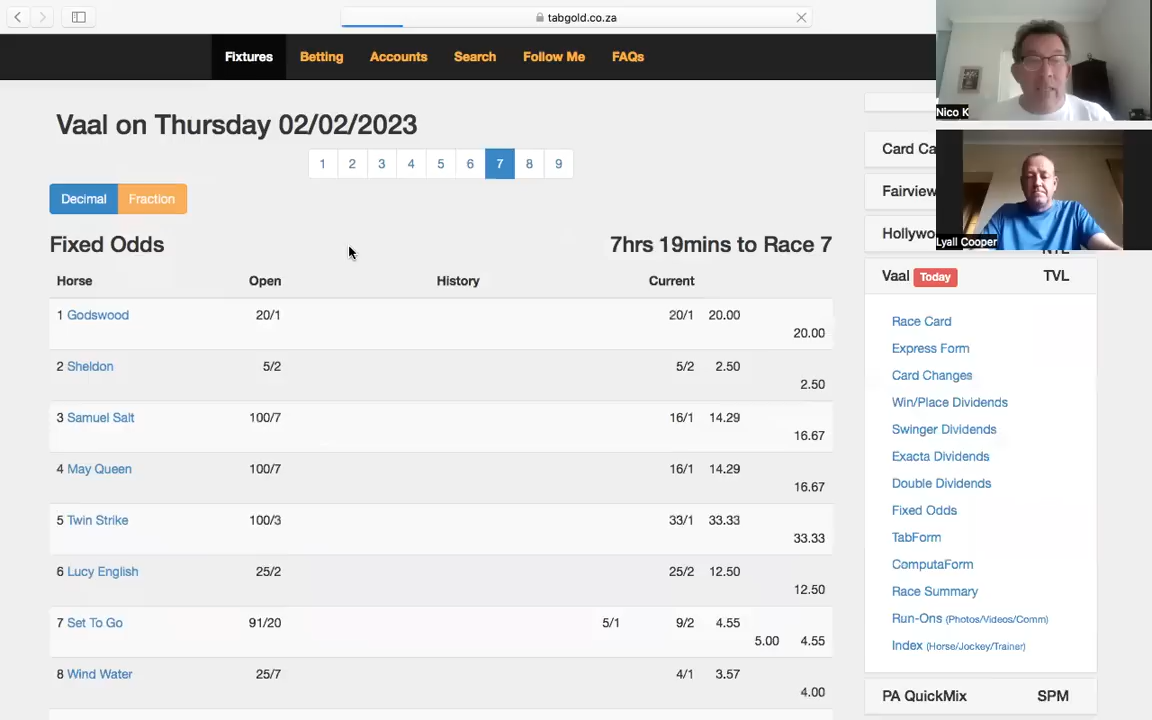 tabgold.co.za
Fixtures Betting Accounts Search Follow Me FAQs
Nico K
Lyall Cooper
Vaal on Thursday 02/02/2023
1 2 3 4 5 6 7 8 9
Decimal Fraction
Fixed Odds 7hrs 19mins to Race 7
Horse Open History Current
1 Godswood 20/1 20/1 20.00
20.00
2 Sheldon 5/2 5/2 2.50
2.50
3 Samuel Salt 100/7 16/1 14.29
16.67
4 May Queen 100/7 16/1 14.29
16.67
5 Twin Strike 100/3 33/1 33.33
33.33
6 Lucy English 25/2 25/2 12.50
12.50
7 Set To Go 91/20 5/1 9/2 4.55
5.00 4.55
8 Wind Water 25/7 4/1 3.57
4.00
Card Ca
Fairview
Hollywo
Vaal Today TVL
Race Card
Express Form
Card Changes
Win/Place Dividends
Swinger Dividends
Exacta Dividends
Double Dividends
Fixed Odds
TabForm
ComputaForm
Race Summary
Run-Ons (Photos/Videos/Comm)
Index (Horse/Jockey/Trainer)
PA QuickMix SPM